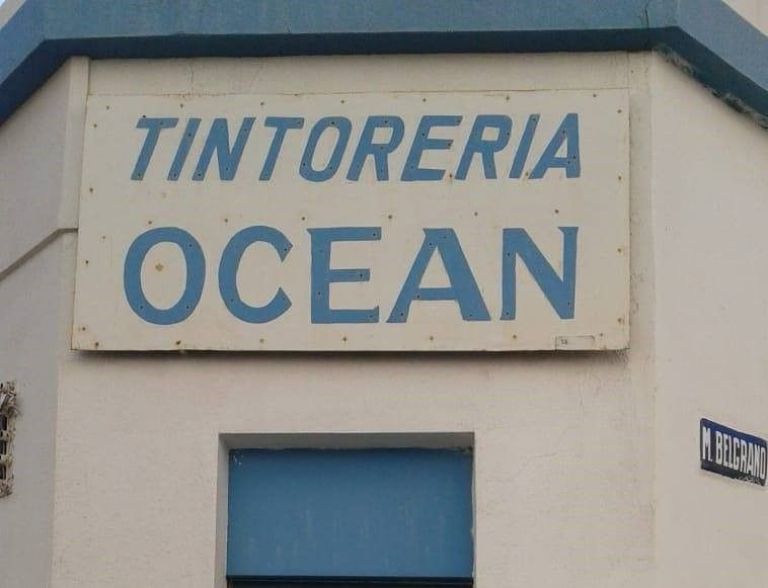 TINTORERIA
OCEAN
M. BELGRANO